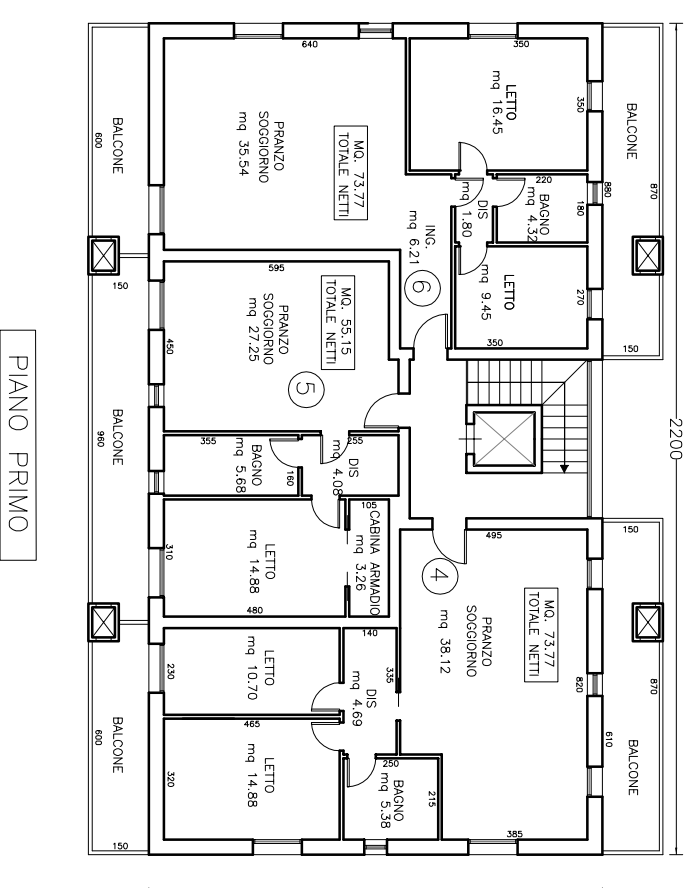 PIANO PRIMO
2200
BALCONE
870
880
150
350
350
LETTO
mq 16.45
640
PRANZO
SOGGIORNO
mq 35.54
MQ. 73.77
TOTALE NETTI
BALCONE
600
150
DIS
mq 1.80
220
180
BAGNO
mq 4.32
ING.
mq 6.21
6
LETTO
mq 9.45
270
350
595
MQ. 55.15
TOTALE NETTI
PRANZO
SOGGIORNO
mq 27.25
5
450
BALCONE
960
355
BAGNO
mq 5.68
160
255
DIS
mq 4.08
105
CABINA ARMADIO
mq 3.26
310
LETTO
mq 14.88
480
150
495
4
MQ. 73.77
TOTALE NETTI
PRANZO
SOGGIORNO
mq 38.12
820
610
870
BALCONE
140
335
DIS
mq 4.69
230
LETTO
mq 10.70
465
LETTO
mq 14.88
320
250
BAGNO
mq 5.38
215
385
BALCONE
600
150